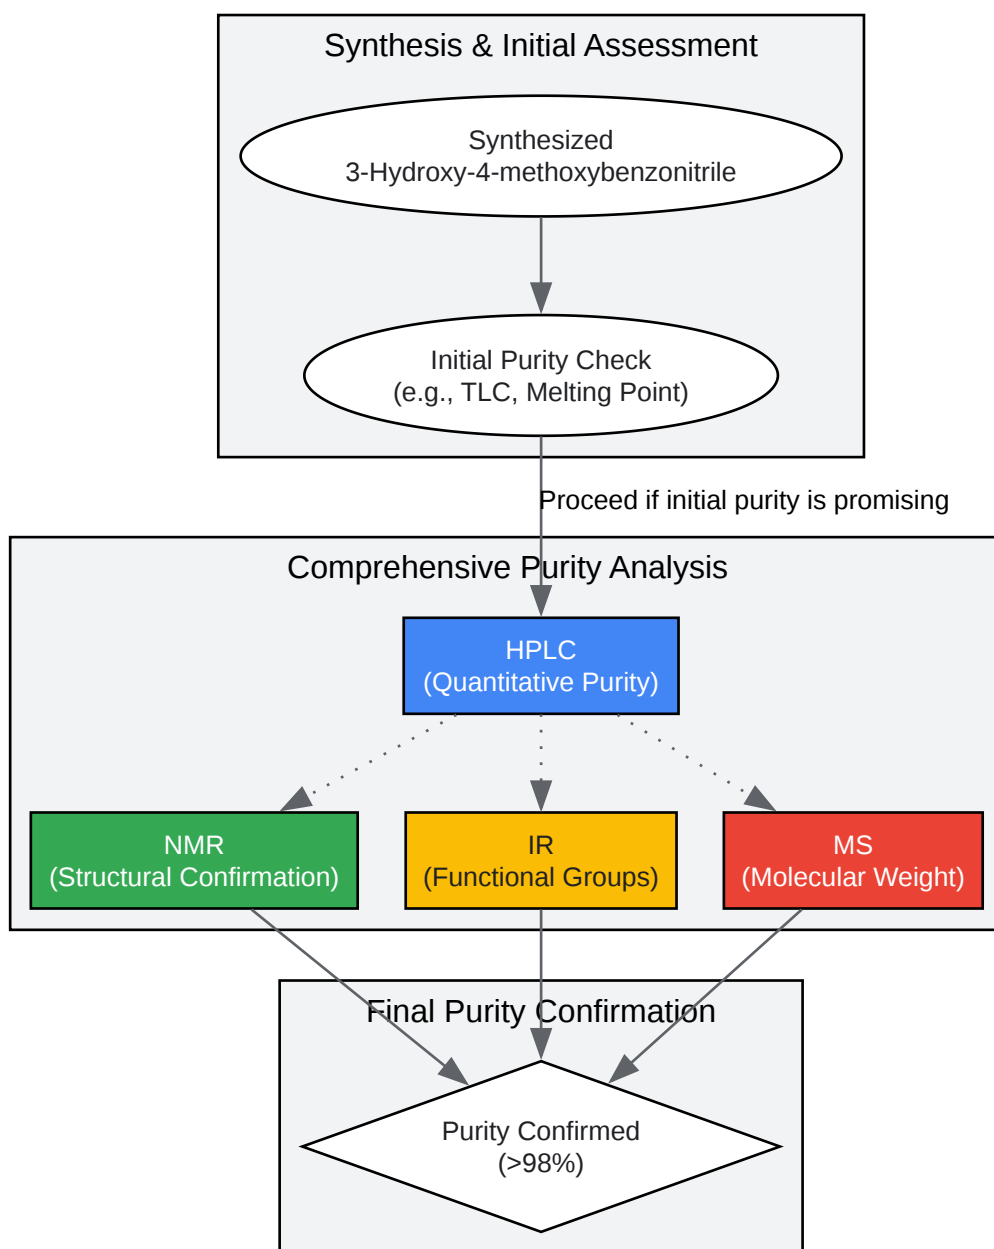 Synthesis & Initial Assessment
Synthesized
3-Hydroxy-4-methoxybenzonitrile
Initial Purity Check
(e.g., TLC, Melting Point)
Proceed if initial purity is promising
Comprehensive Purity Analysis
HPLC
(Quantitative Purity)
NMR
(Structural Confirmation)
IR
(Functional Groups)
MS
(Molecular Weight)
Final Purity Confirmation
Purity Confirmed
(>98%)